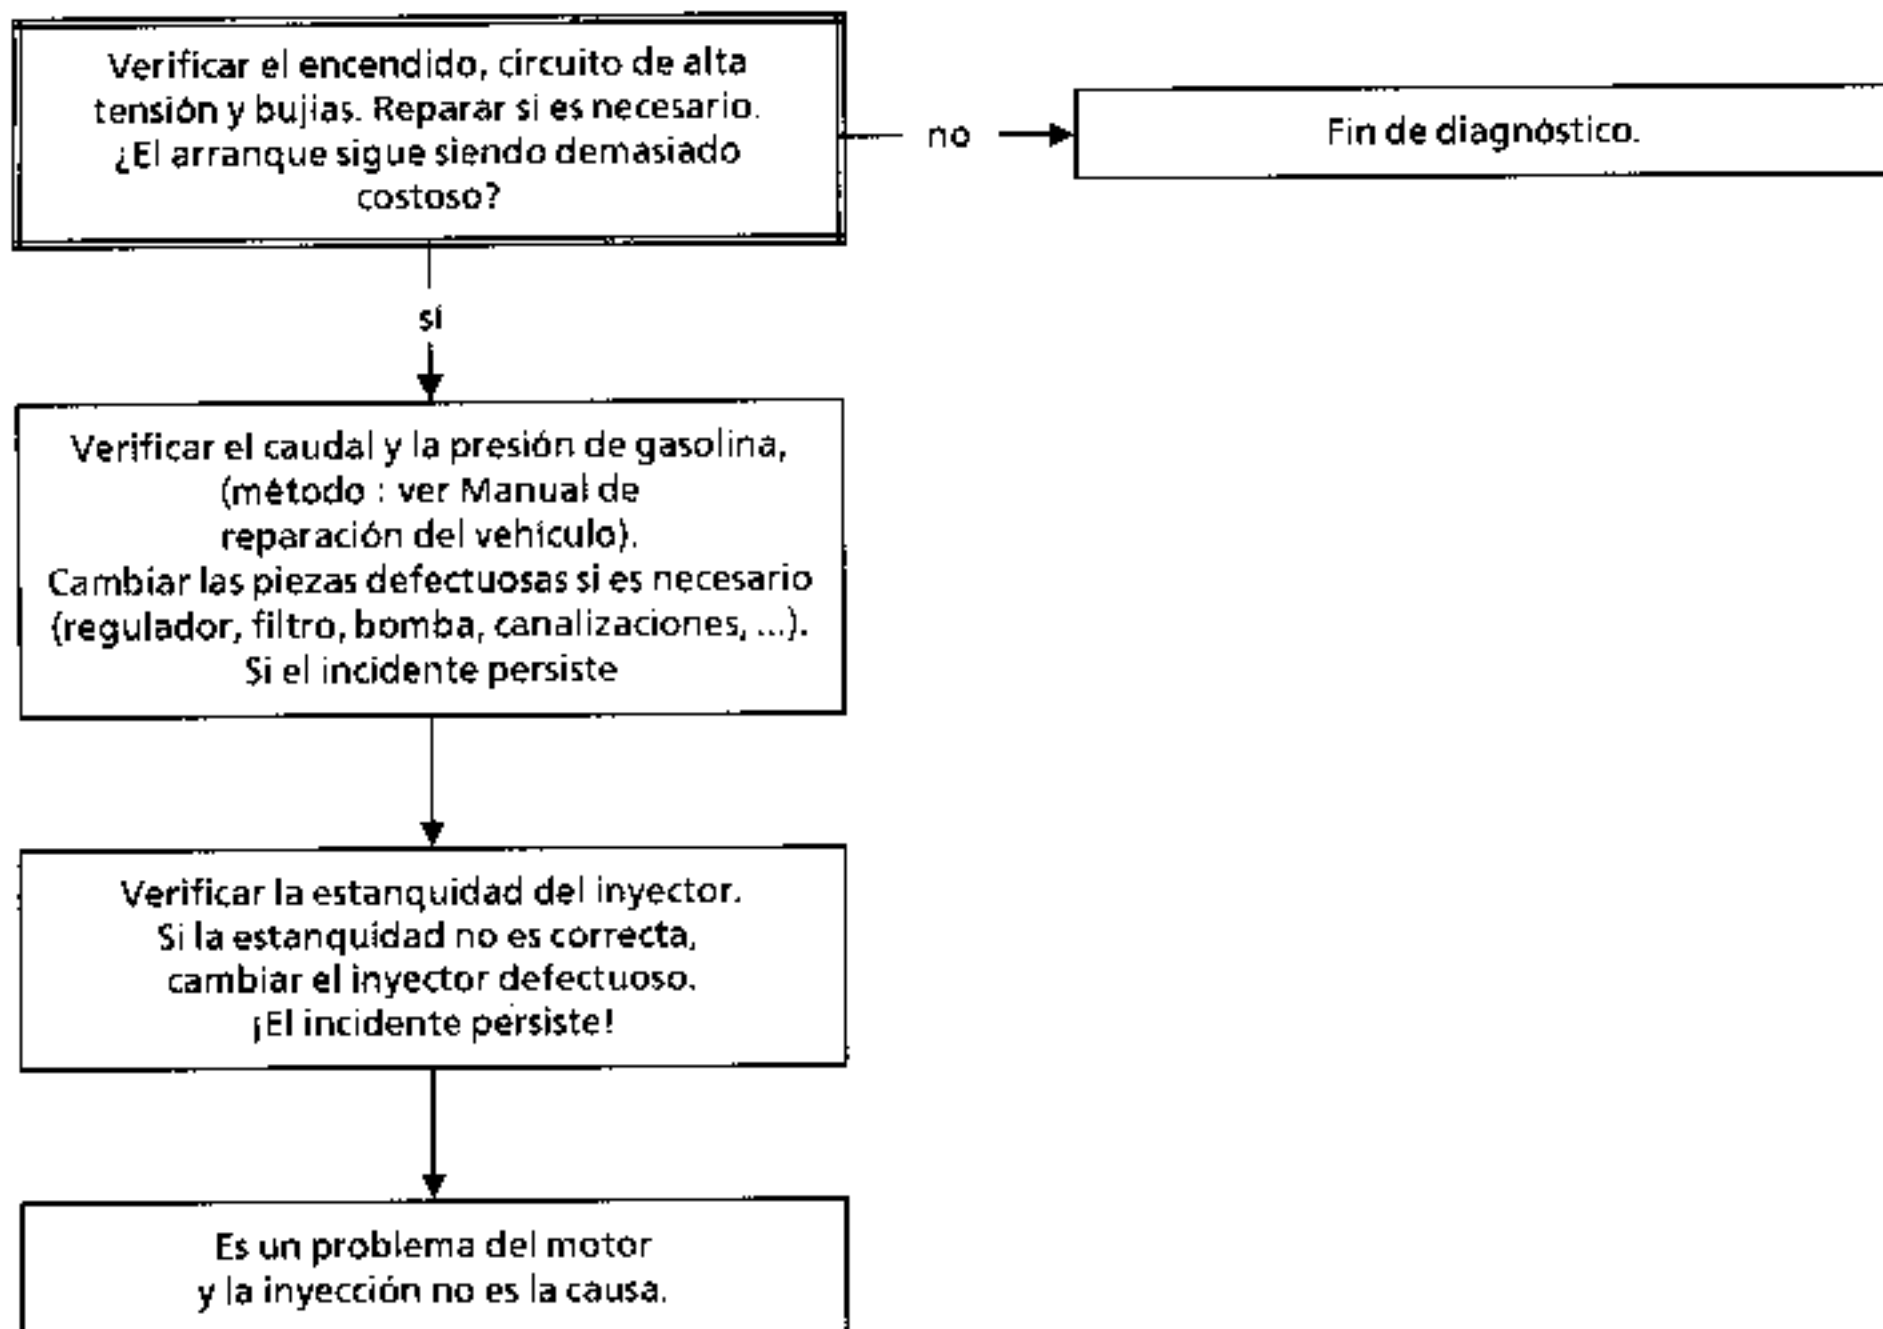 Verificar el encendido, circuito de alta
tensión y bujías. Reparar si es necesario.
¿El arranque sigue siendo demasiado
costoso?
no
Fin de diagnóstico.
sí
Verificar el caudal y la presión de gasolina,
(método : ver Manual de
reparación del vehículo).
Cambiar las piezas defectuosas si es necesario
(regulador, filtro, bomba, canalizaciones, ...).
Si el incidente persiste
Verificar la estanquidad del inyector.
Si la estanquidad no es correcta,
cambiar el inyector defectuoso.
¡El incidente persiste!
Es un problema del motor
y la inyección no es la causa.